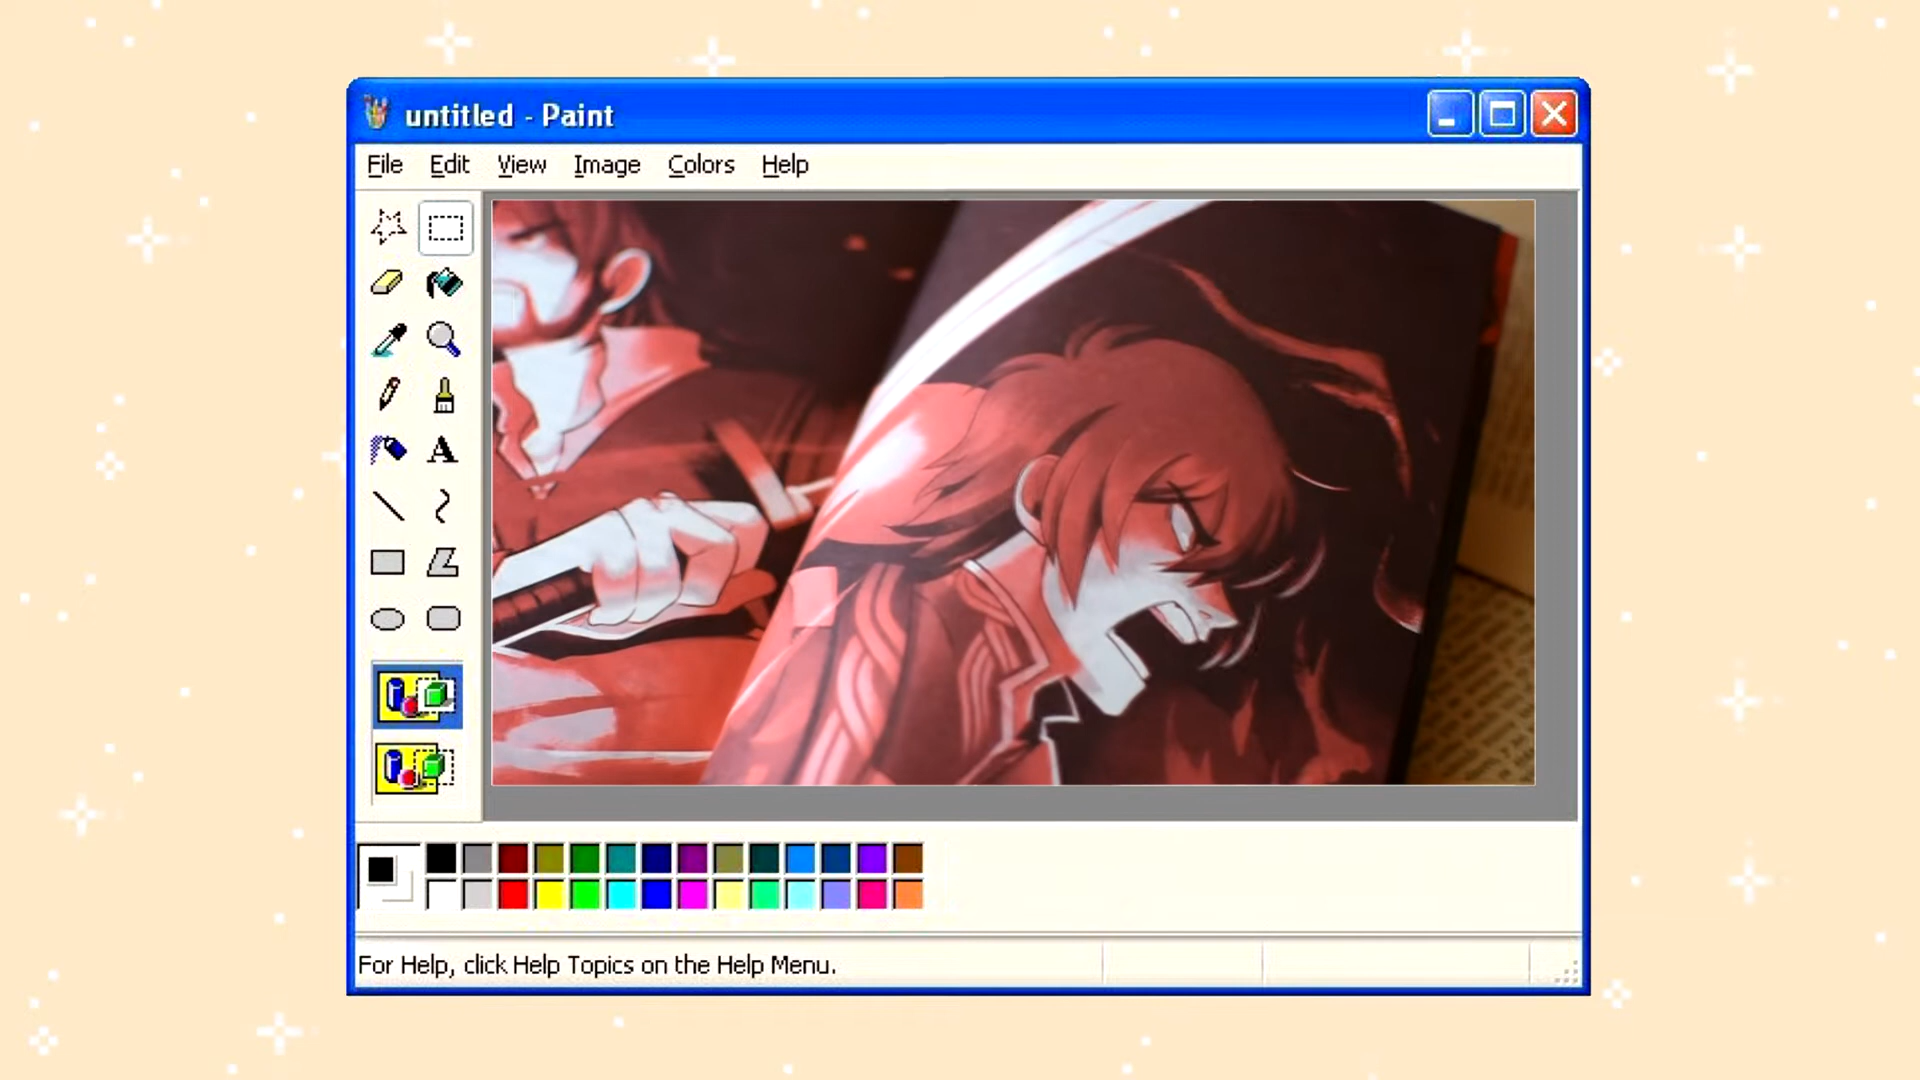 untitled - Paint
File Edit View Image Colors Help
A
For Help, click Help Topics on the Help Menu.